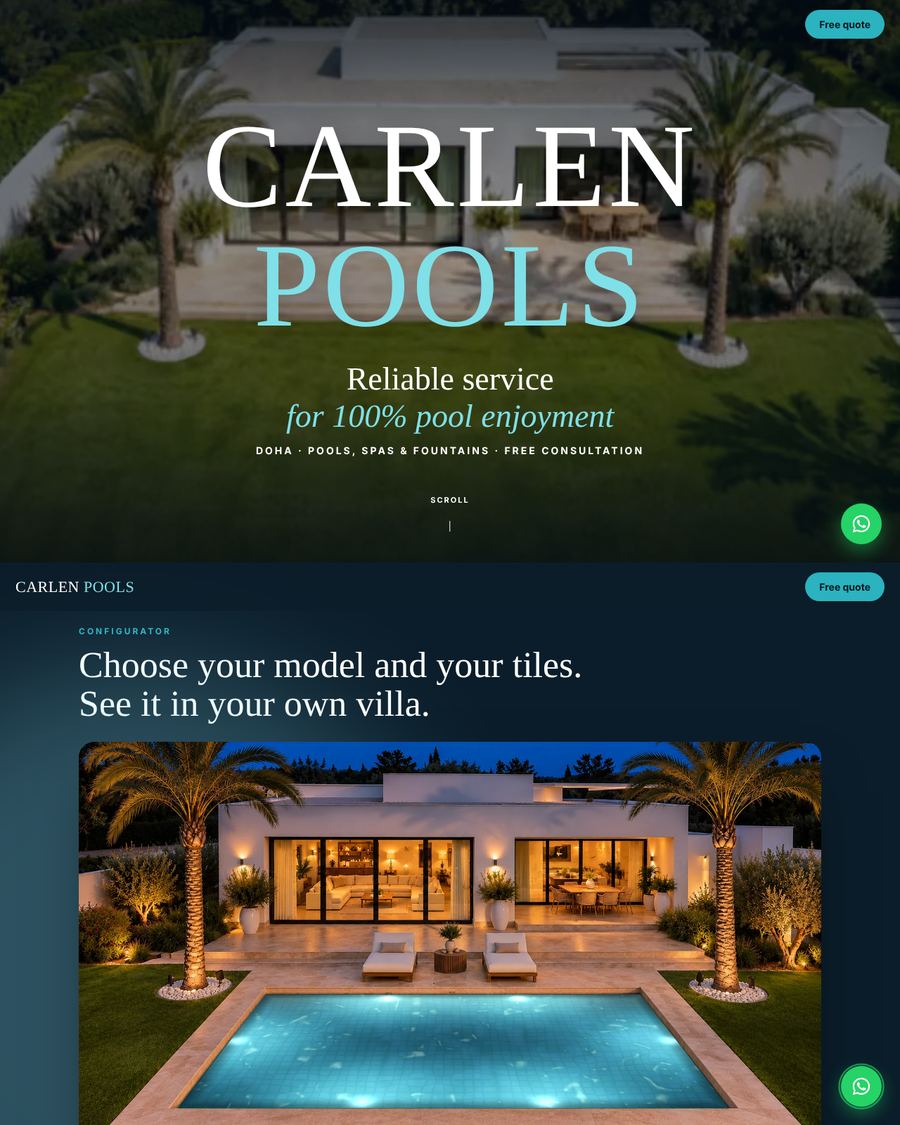 Free quote
CARLEN
POOLS
Reliable service
for 100% pool enjoyment
DOHA · POOLS, SPAS & FOUNTAINS · FREE CONSULTATION
SCROLL
CARLEN POOLS
Free quote
CONFIGURATOR
Choose your model and your tiles.
See it in your own villa.